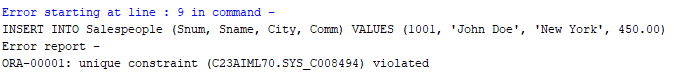 Error starting at line : 9 in command -
INSERT INTO Salespeople (Snum, Sname, City, Comm) VALUES (1001, 'John Doe', 'New York', 450.00)
Error report -
ORA-00001: unique constraint (C23AIML70.SYS_C008494) violated